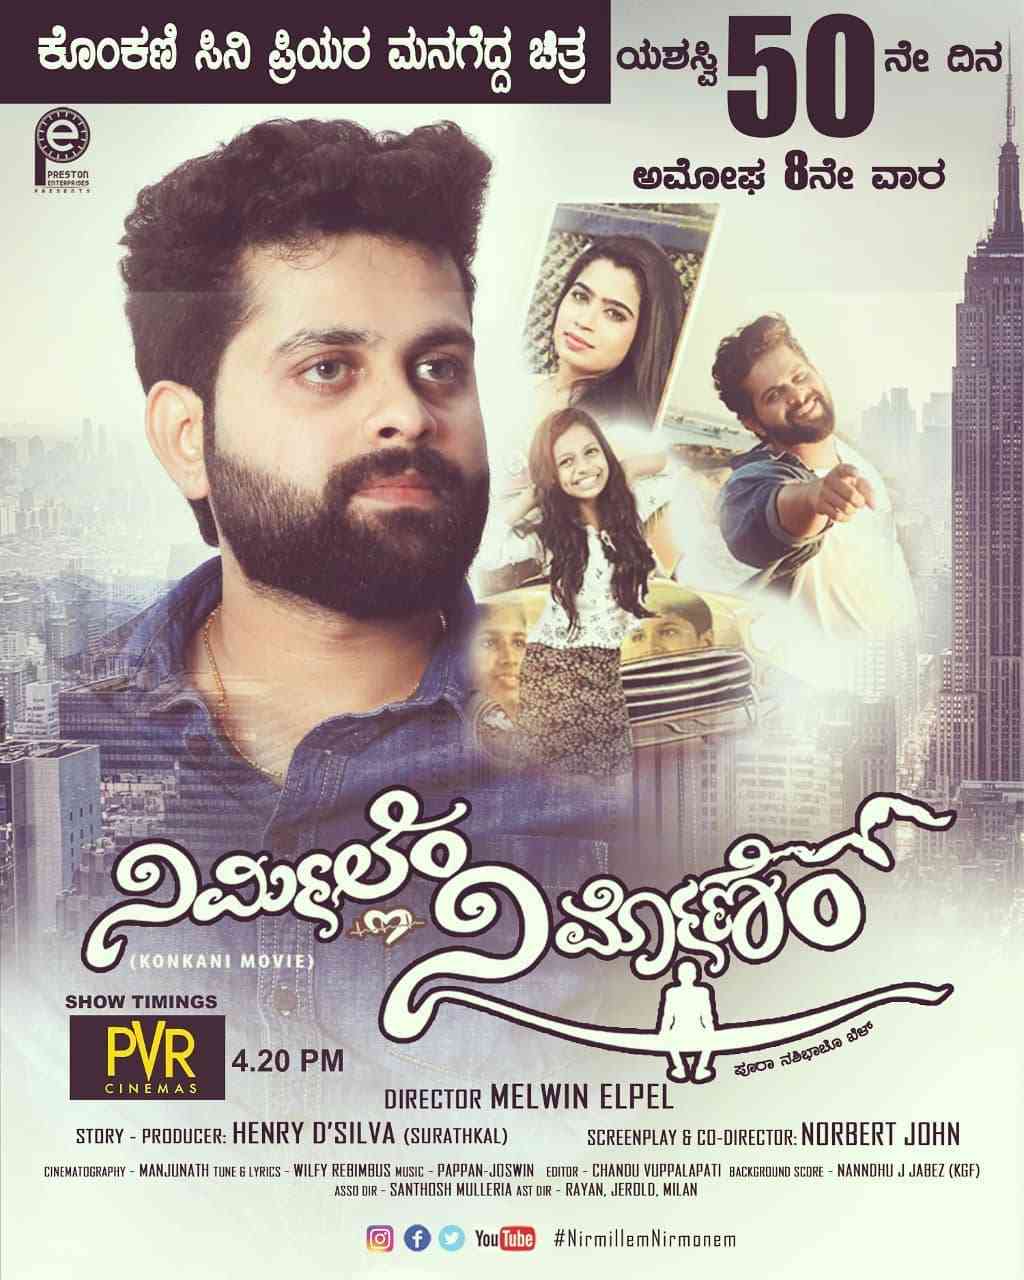 ಕೊಂಕಣಿ ಸಿನಿ ಪ್ರಿಯರ ಮನಗೆದ್ದ ಚಿತ್ರ
ಯಶಸ್ವಿ 50ನೇ ದಿನ
ಅಮೋಘ 8ನೇ ವಾರ
e
PRESTON
ENTERPRISES
PRESENTS
ನಿರ್ಮಿಲ್ಲೆಂ ನಿರ್ಮೊಣೆಂ
(KONKANI MOVIE)
ಪೂರಾ ನಶಿಭಾಚೊ ಖೆಳ್
SHOW TIMINGS
PVR
CINEMAS
4.20 PM
DIRECTOR MELWIN ELPEL
STORY - PRODUCER: HENRY D'SILVA (SURATHKAL) SCREENPLAY & CO-DIRECTOR: NORBERT JOHN
CINEMATOGRAPHY - MANJUNATH TUNE & LYRICS - WILFY REBIMBUS MUSIC - PAPPAN-JOSWIN EDITOR - CHANDU VUPPALAPATI BACKGROUND SCORE - NANNDHU J JABEZ (KGF)
ASSO DIR - SANTHOSH MULLERIA AST DIR - RAYAN, JEROLD, MILAN
YouTube #NirmillemNirmonem